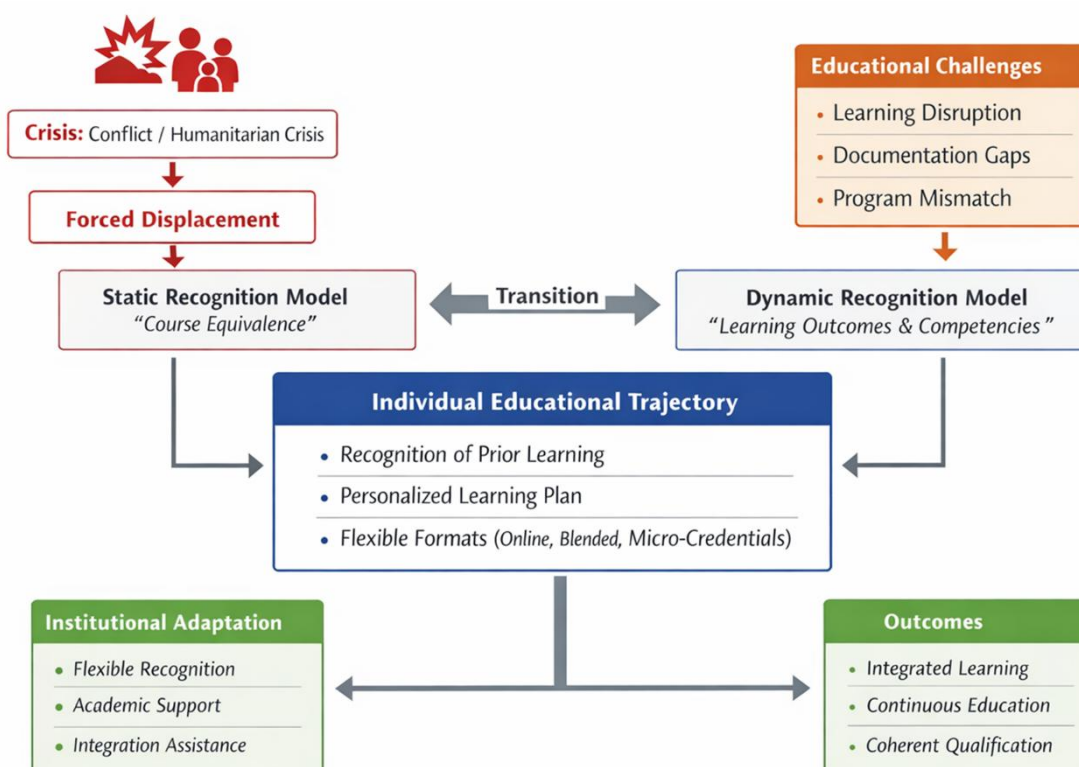 Crisis: Conflict / Humanitarian Crisis
Forced Displacement
Educational Challenges
• Learning Disruption
• Documentation Gaps
• Program Mismatch
Static Recognition Model
“Course Equivalence”
Transition
Dynamic Recognition Model
“Learning Outcomes & Competencies”
Individual Educational Trajectory
• Recognition of Prior Learning
• Personalized Learning Plan
• Flexible Formats (Online, Blended, Micro-Credentials)
Institutional Adaptation
• Flexible Recognition
• Academic Support
• Integration Assistance
Outcomes
• Integrated Learning
• Continuous Education
• Coherent Qualification